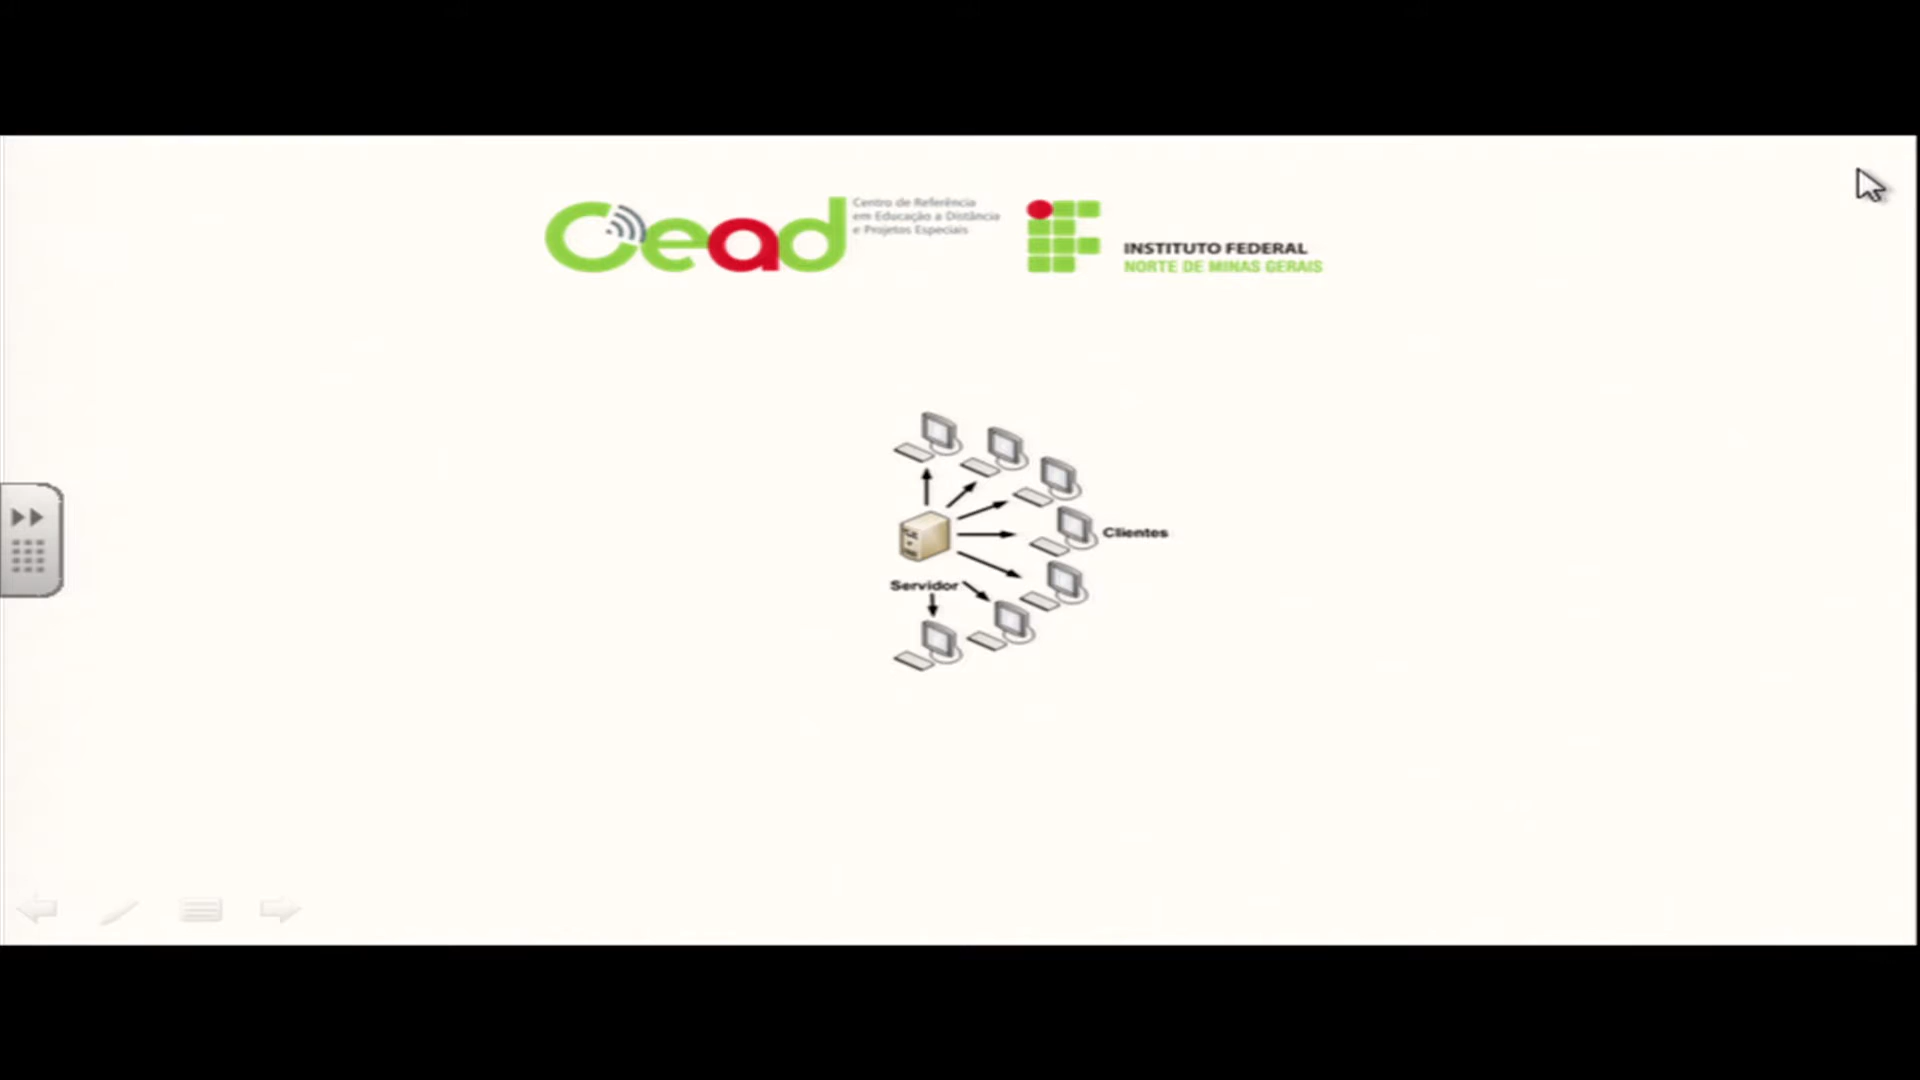 Cead
Centro de Referência
em Educação a Distância
e Projetos Especiais
INSTITUTO FEDERAL
NORTE DE MINAS GERAIS
Clientes
Servidor